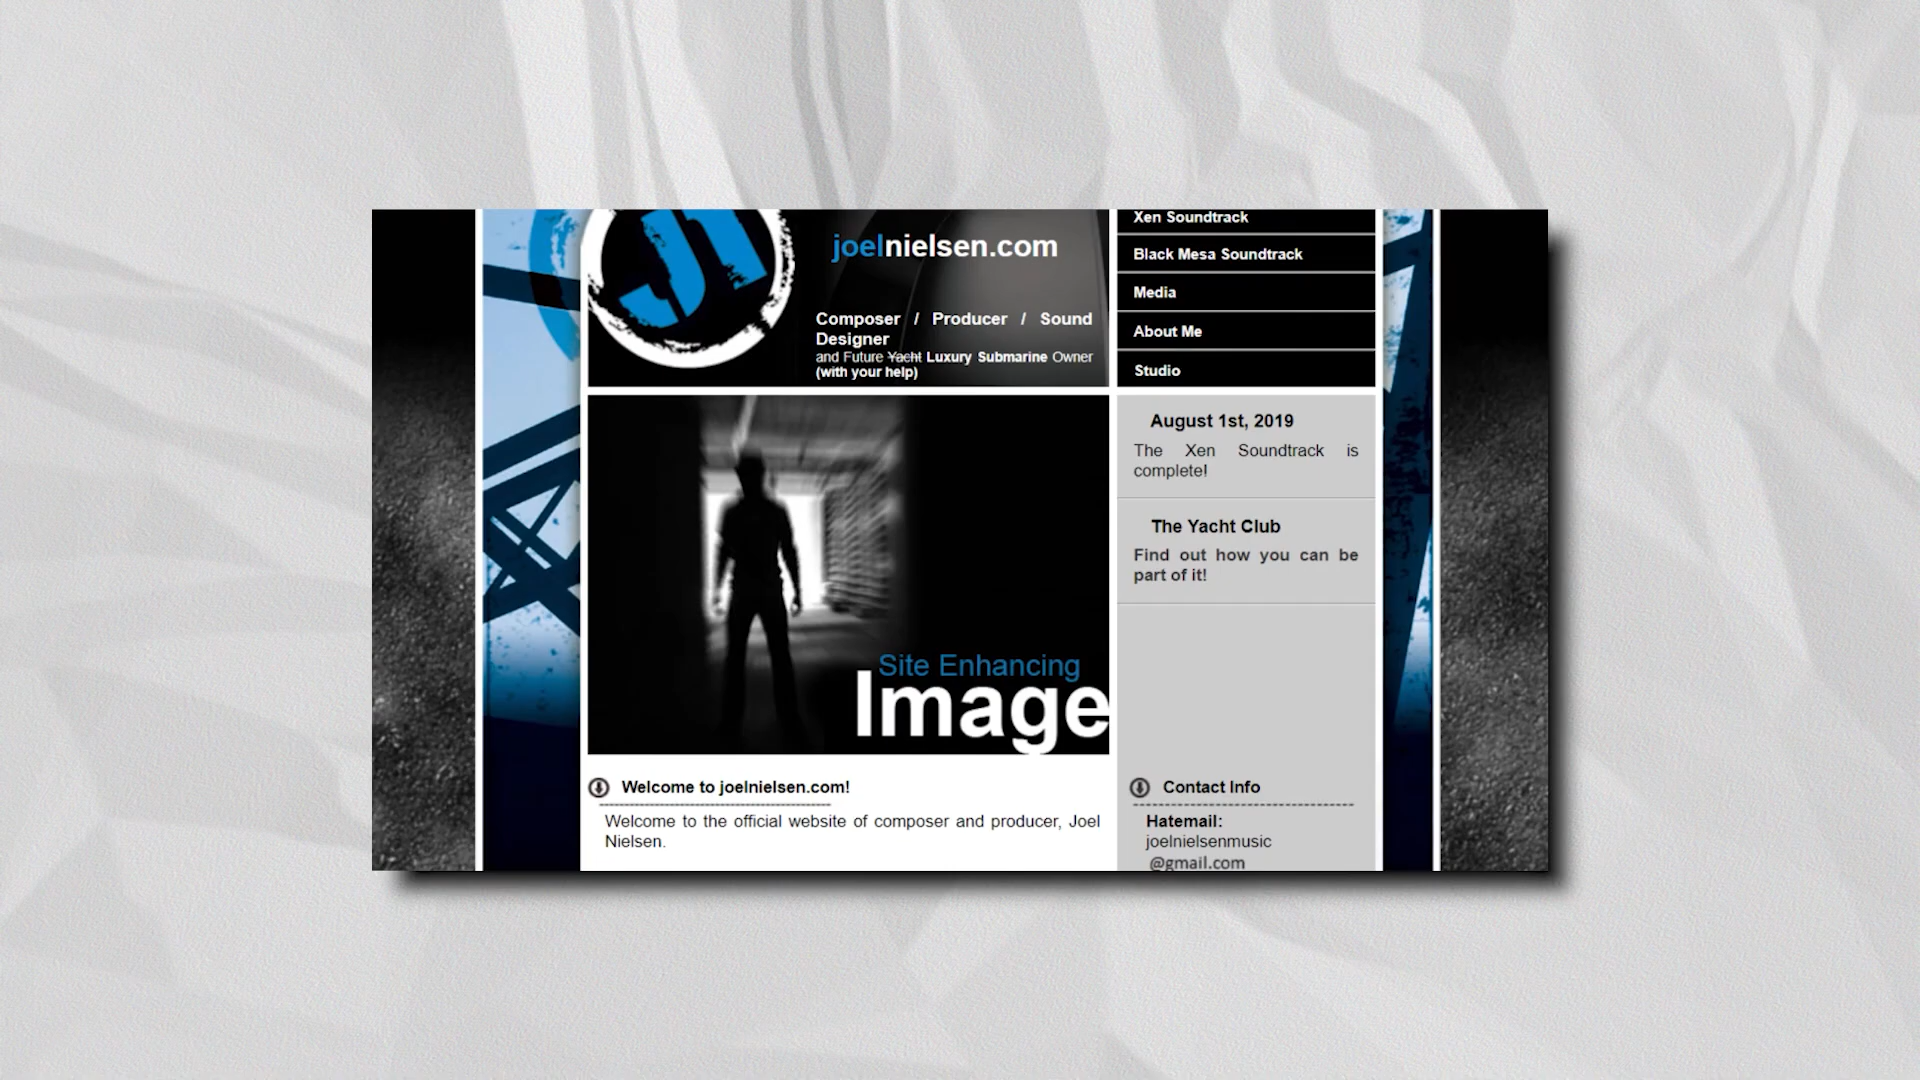 Jn
joelnielsen.com
Composer / Producer / Sound
Designer
and Future Yacht Luxury Submarine Owner
(with your help)
Xen Soundtrack
Black Mesa Soundtrack
Media
About Me
Studio
August 1st, 2019
The Xen Soundtrack is
complete!
The Yacht Club
Find out how you can be
part of it!
Site Enhancing
Image
Welcome to joelnielsen.com!
Welcome to the official website of composer and producer, Joel
Nielsen.
Contact Info
Hatemail:
joelnielsenmusic
@gmail.com